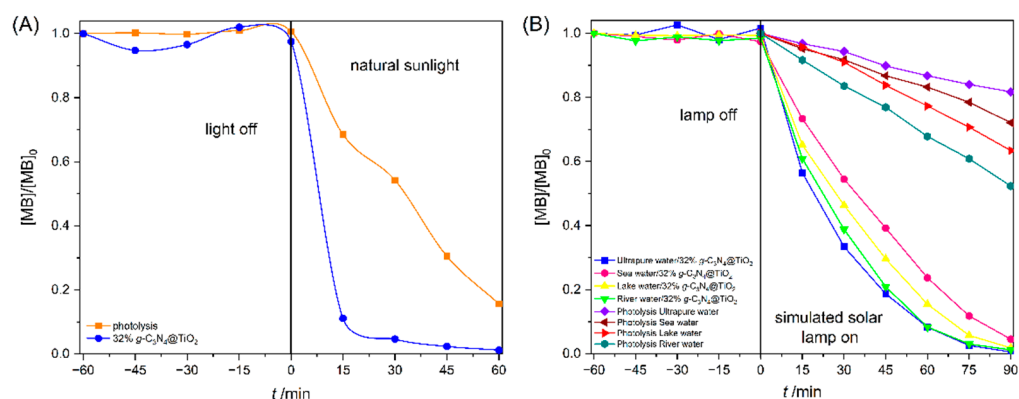 (A)
[MB]/[MB]0
1.0
0.8
0.6
0.4
0.2
0.0
natural sunlight
light off
photolysis
32% g-C3N4@TiO2
−60 −45 −30 −15 0 15 30 45 60
t /min
(B)
[MB]/[MB]0
1.0
0.8
0.6
0.4
0.2
0.0
lamp off
Ultrapure water/32% g-C3N4@TiO2
Sea water/32% g-C3N4@TiO2
Lake water/32% g-C3N4@TiO2
River water/32% g-C3N4@TiO2
Photolysis Ultrapure water
Photolysis Sea water
Photolysis Lake water
Photolysis River water
simulated solar
lamp on
−60 −45 −30 −15 0 15 30 45 60 75 90
t /min